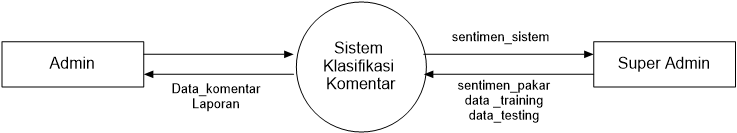 Admin
Data_komentar
Laporan
Sistem
Klasifikasi
Komentar
sentimen_sistem
sentimen_pakar
data _training
data_testing
Super Admin